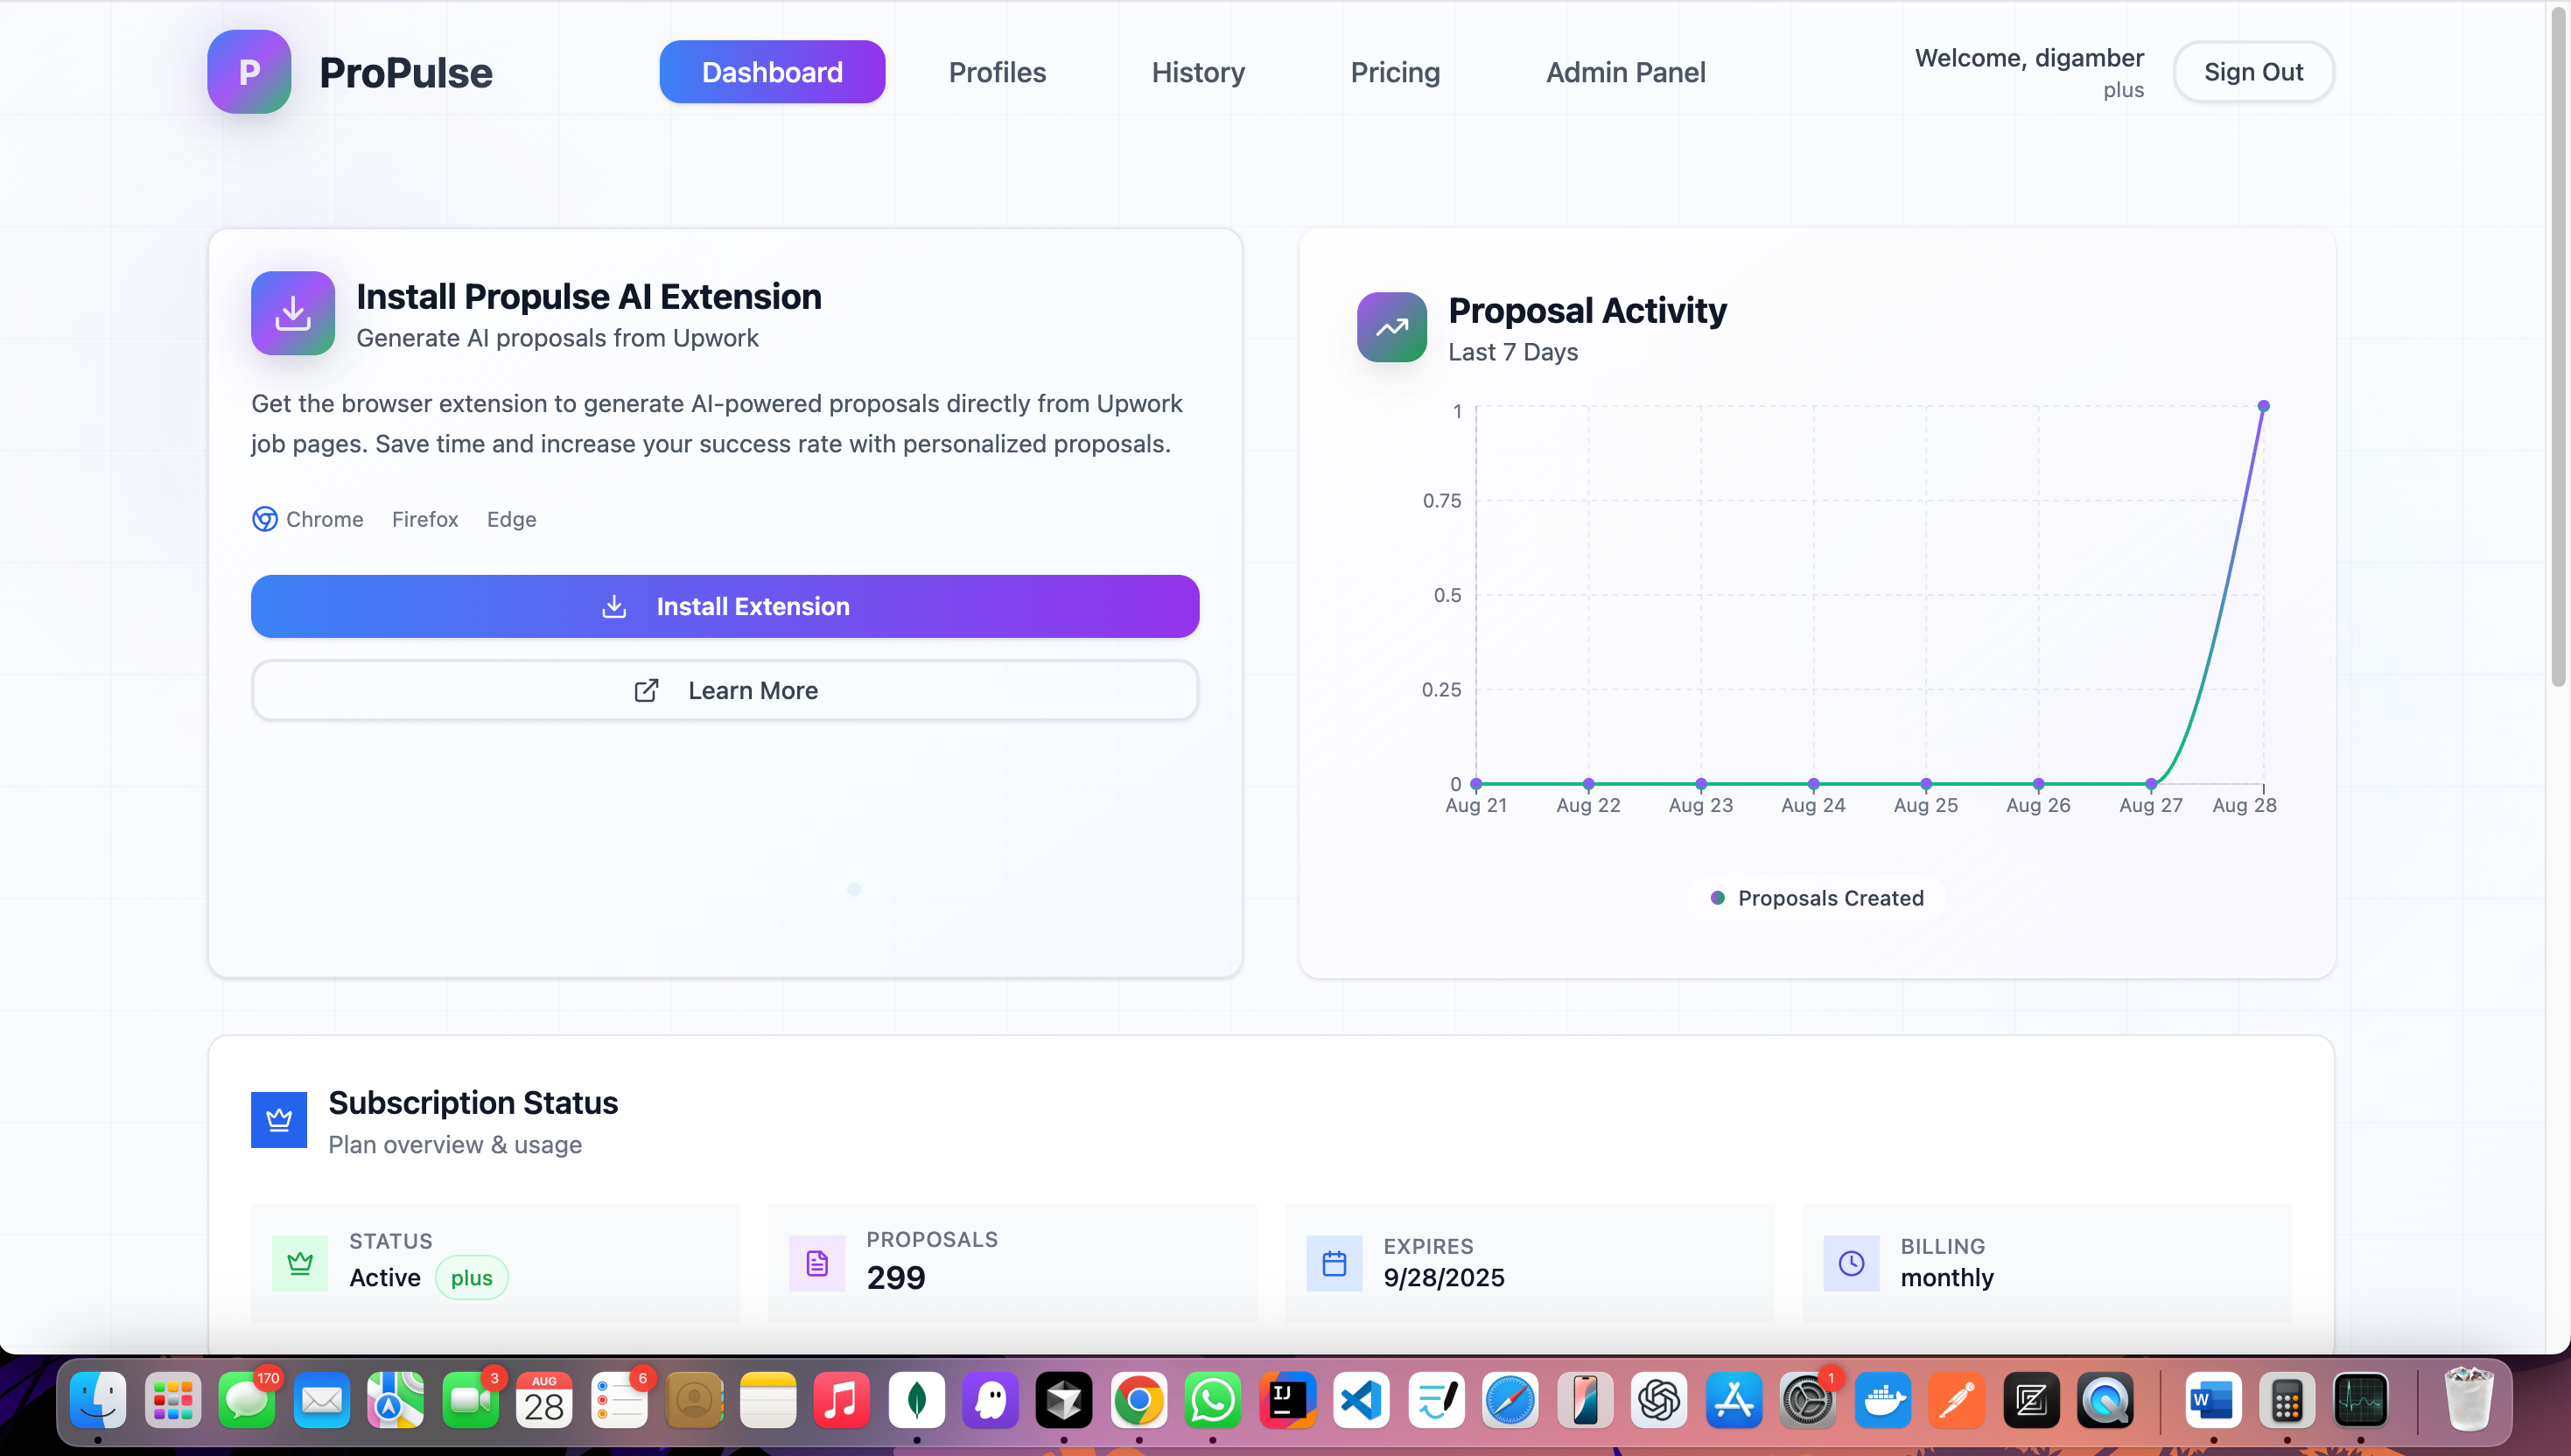 P
ProPulse
Dashboard
Profiles
History
Pricing
Admin Panel
Welcome, digamber
plus
Sign Out
Install Propulse AI Extension
Generate AI proposals from Upwork
Get the browser extension to generate AI-powered proposals directly from Upwork
job pages. Save time and increase your success rate with personalized proposals.
Chrome
Firefox
Edge
Install Extension
Learn More
Proposal Activity
Last 7 Days
1
0.75
0.5
0.25
0
Aug 21
Aug 22
Aug 23
Aug 24
Aug 25
Aug 26
Aug 27
Aug 28
Proposals Created
Subscription Status
Plan overview & usage
STATUS
Active
plus
PROPOSALS
299
EXPIRES
9/28/2025
BILLING
monthly
170
3
AUG
28
6
IJ
1
W